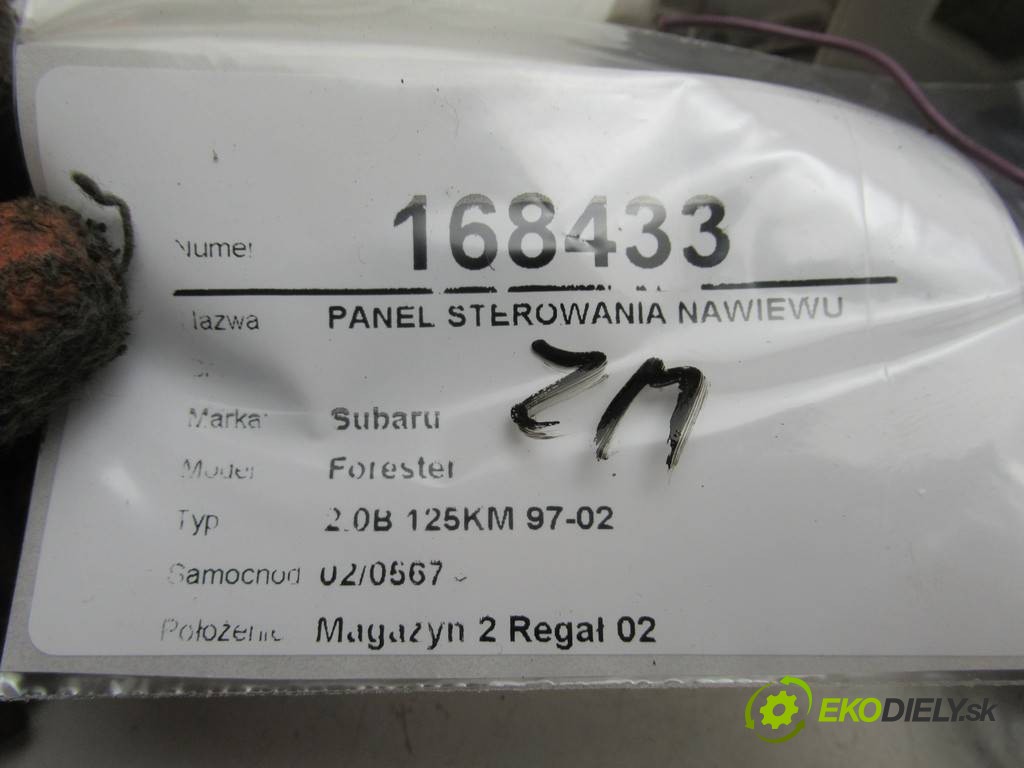 Numer 168433
Nazwa PANEL STEROWANIA NAWIEWU
Marka Subaru
Model Forester
Typ 2.0B 125KM 97-02
Samochód 02/0567
Położenie Magazyn 2 Regał 02
EKODIELY.sk